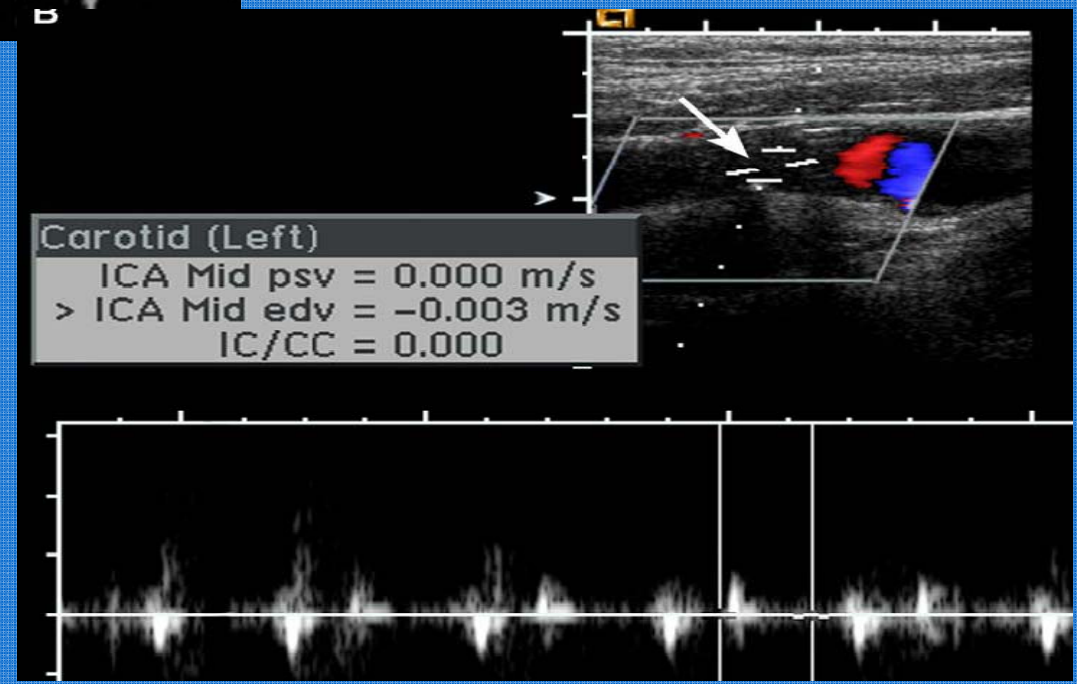 B
Carotid (Left)
ICA Mid psv = 0.000 m/s
> ICA Mid edv = -0.003 m/s
IC/CC = 0.000